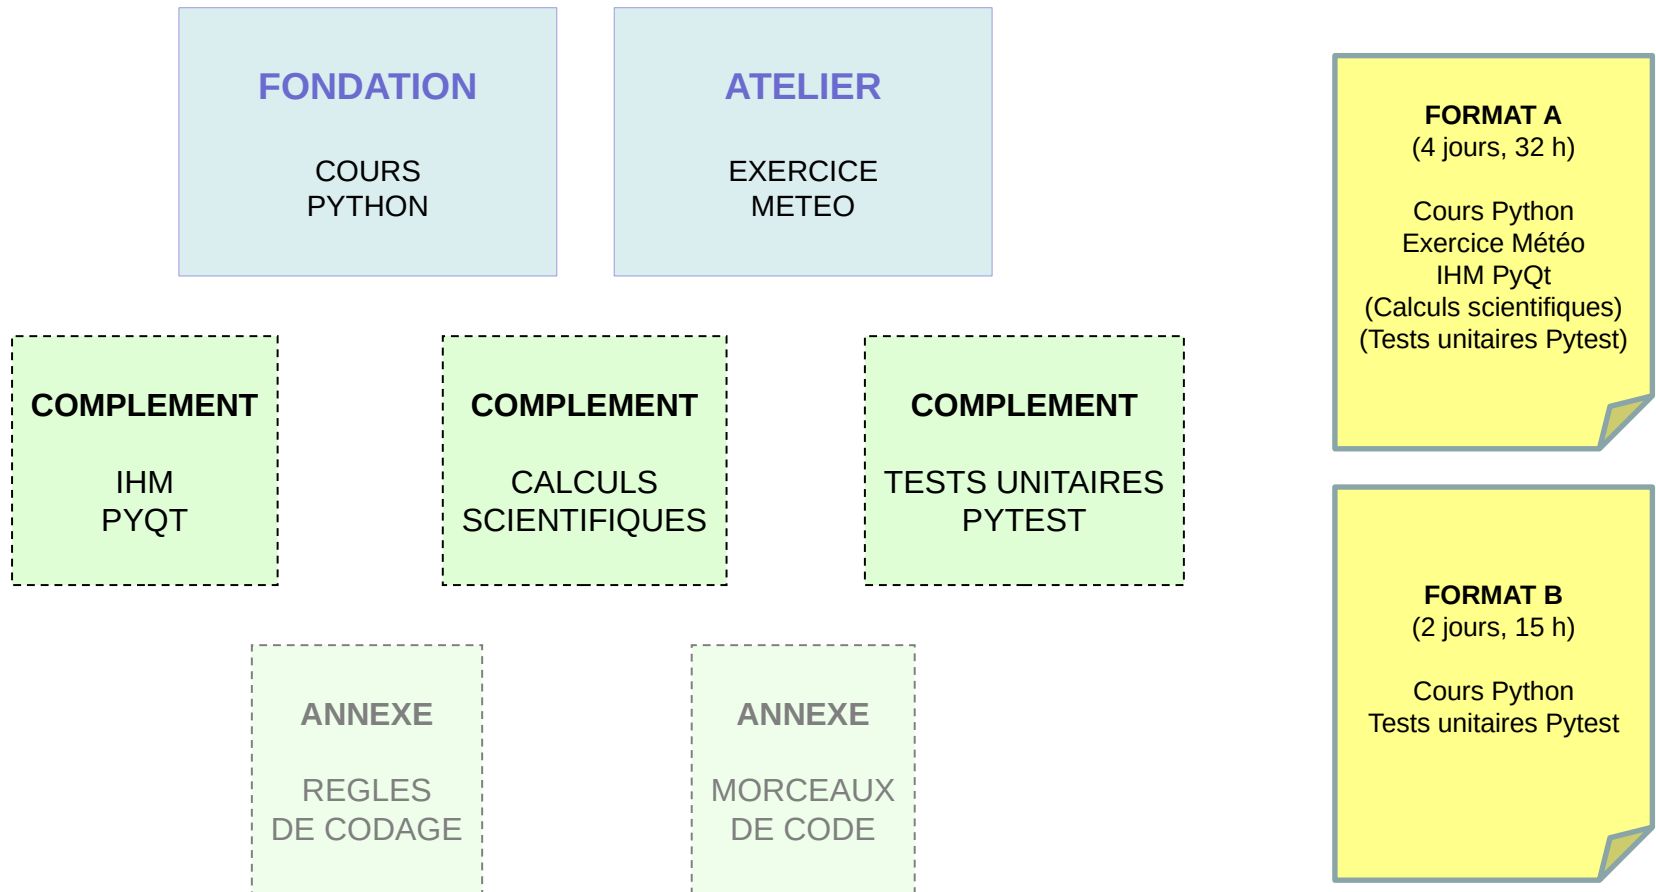 FONDATION
COURS
PYTHON
ATELIER
EXERCICE
METEO
COMPLEMENT
IHM
PYQT
COMPLEMENT
CALCULS
SCIENTIFIQUES
COMPLEMENT
TESTS UNITAIRES
PYTEST
ANNEXE
REGLES
DE CODAGE
ANNEXE
MORCEAUX
DE CODE
FORMAT A
(4 jours, 32 h)
Cours Python
Exercice Météo
IHM PyQt
(Calculs scientifiques)
(Tests unitaires Pytest)
FORMAT B
(2 jours, 15 h)
Cours Python
Tests unitaires Pytest